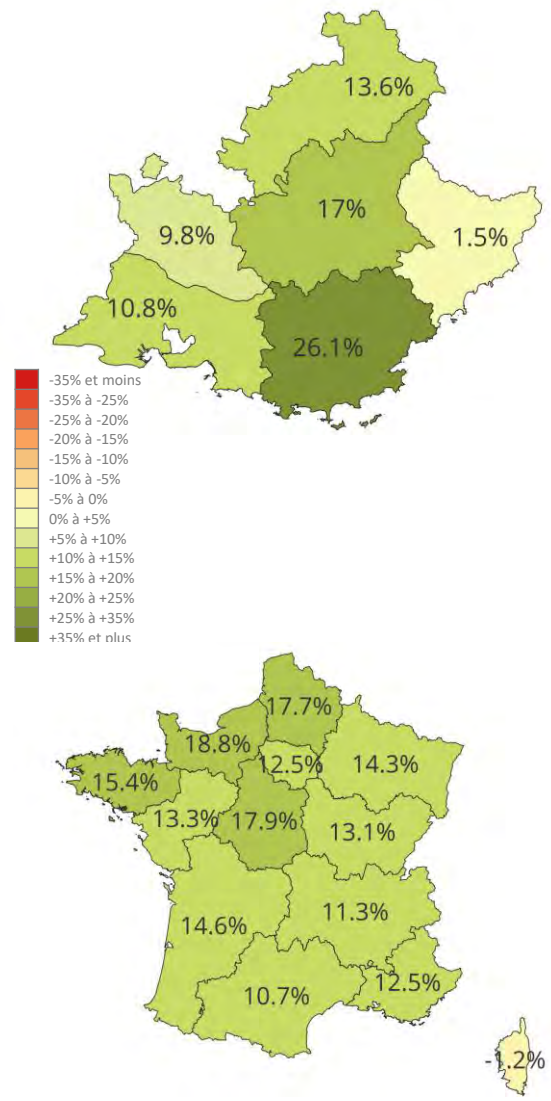 13.6%
17%
9.8%
1.5%
10.8%
26.1%
-35% et moins
-35% à -25%
-25% à -20%
-20% à -15%
-15% à -10%
-10% à -5%
-5% à 0%
0% à +5%
+5% à +10%
+10% à +15%
+15% à +20%
+20% à +25%
+25% à +35%
+35% et plus
17.7%
18.8%
12.5%
14.3%
15.4%
13.3%
17.9%
13.1%
14.6%
11.3%
12.5%
10.7%
-1.2%